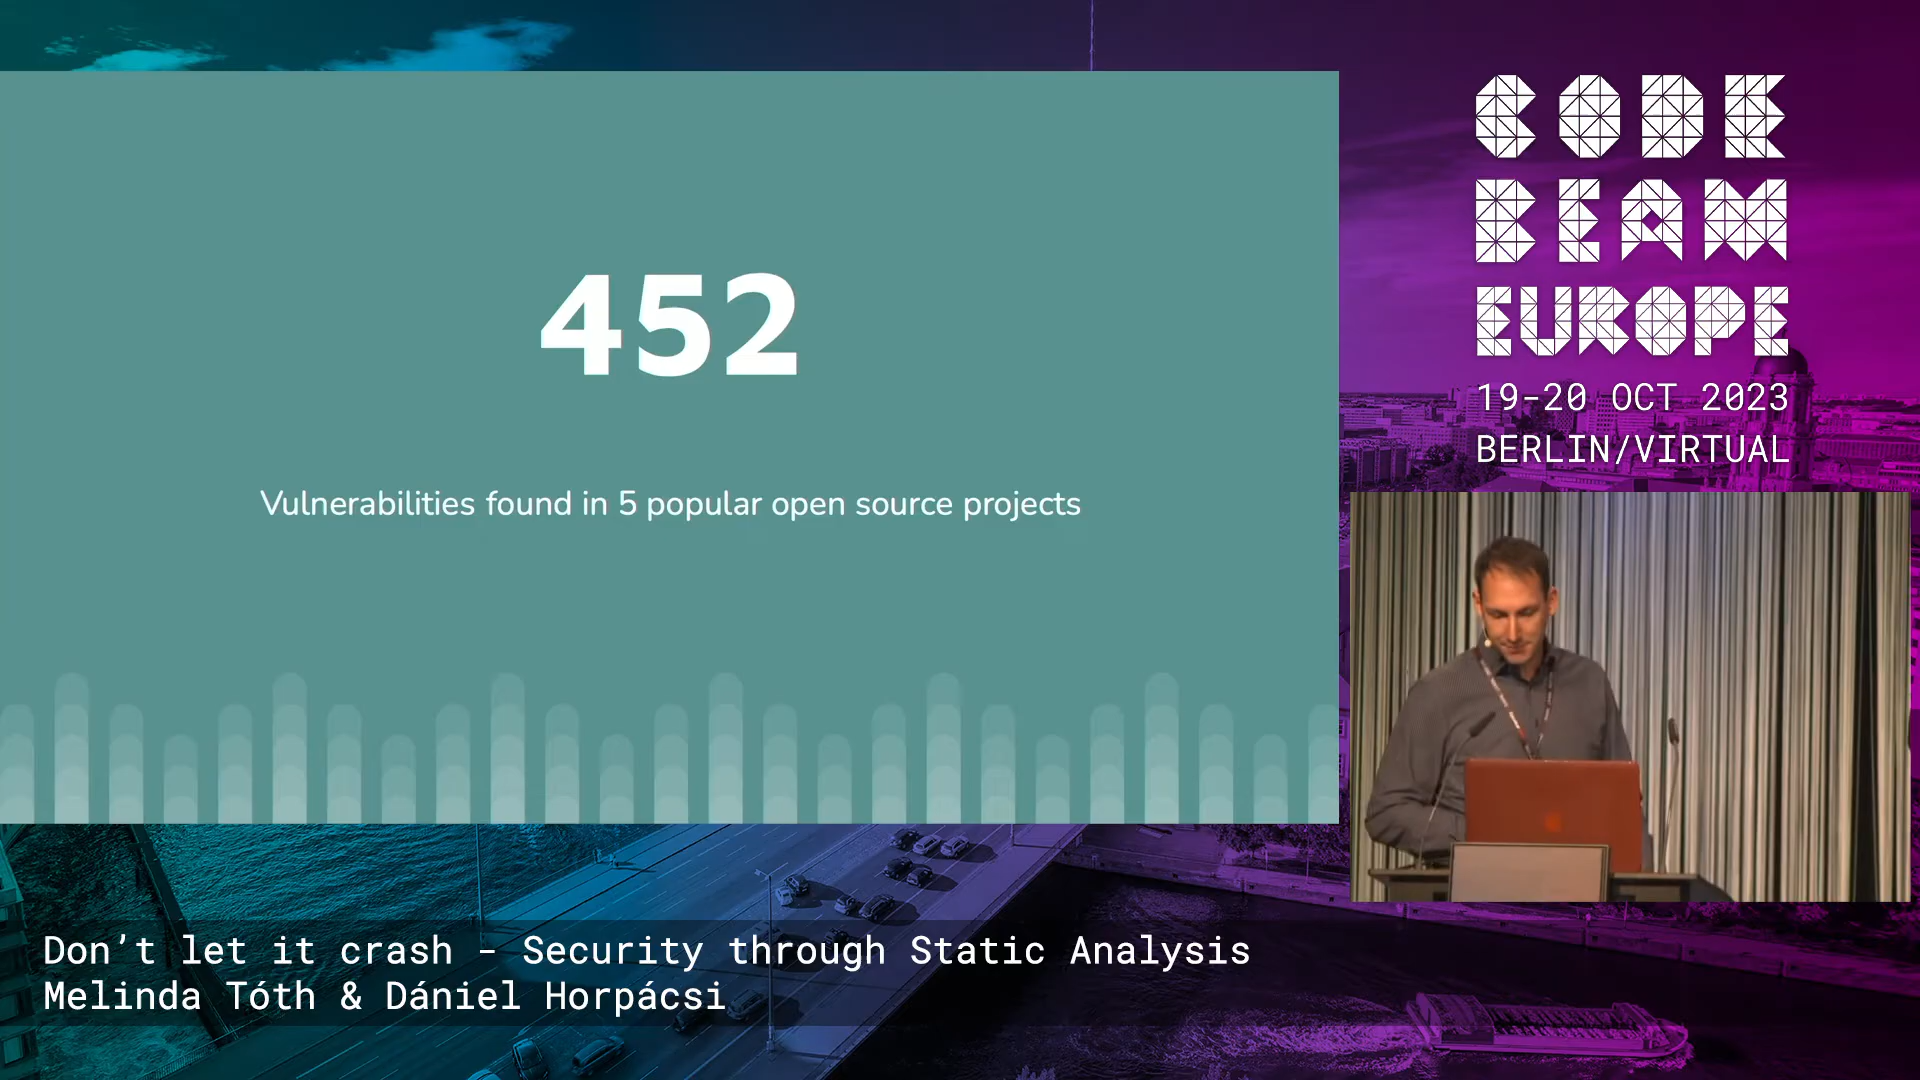 452
Vulnerabilities found in 5 popular open source projects
CODE
BEAM
EUROPE
19-20 OCT 2023
BERLIN/VIRTUAL
Don’t let it crash – Security through Static Analysis
Melinda Tóth & Dániel Horpácsi